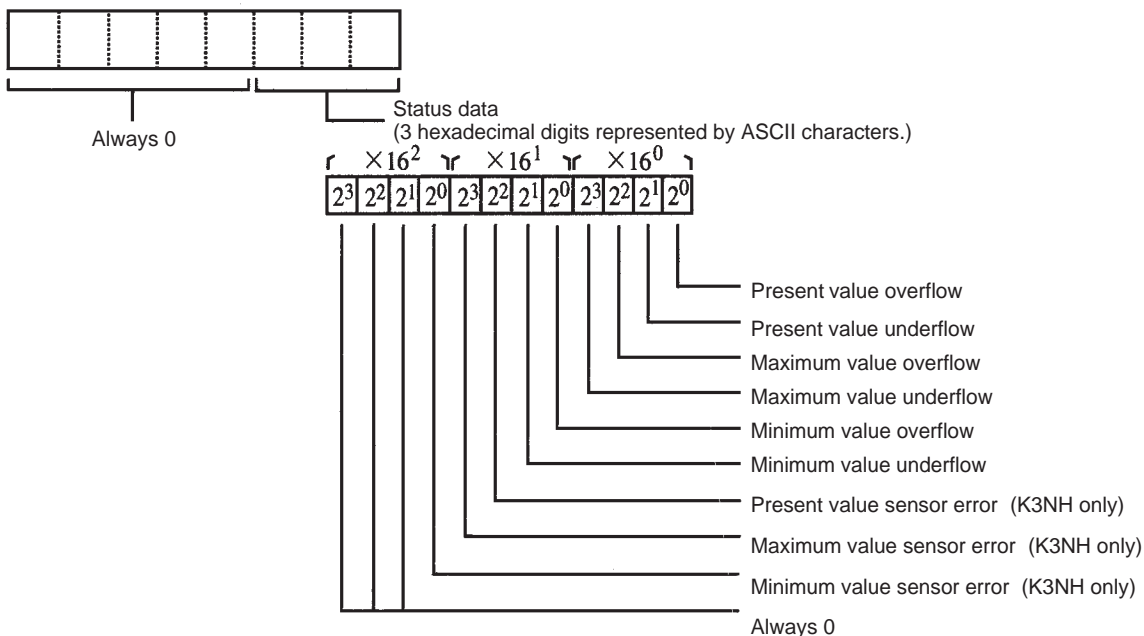 Always 0
Status data
(3 hexadecimal digits represented by ASCII characters.)
×16² ×16¹ ×16⁰
2³ 2² 2¹ 2⁰ 2³ 2² 2¹ 2⁰ 2³ 2² 2¹ 2⁰
Present value overflow
Present value underflow
Maximum value overflow
Maximum value underflow
Minimum value overflow
Minimum value underflow
Present value sensor error (K3NH only)
Maximum value sensor error (K3NH only)
Minimum value sensor error (K3NH only)
Always 0